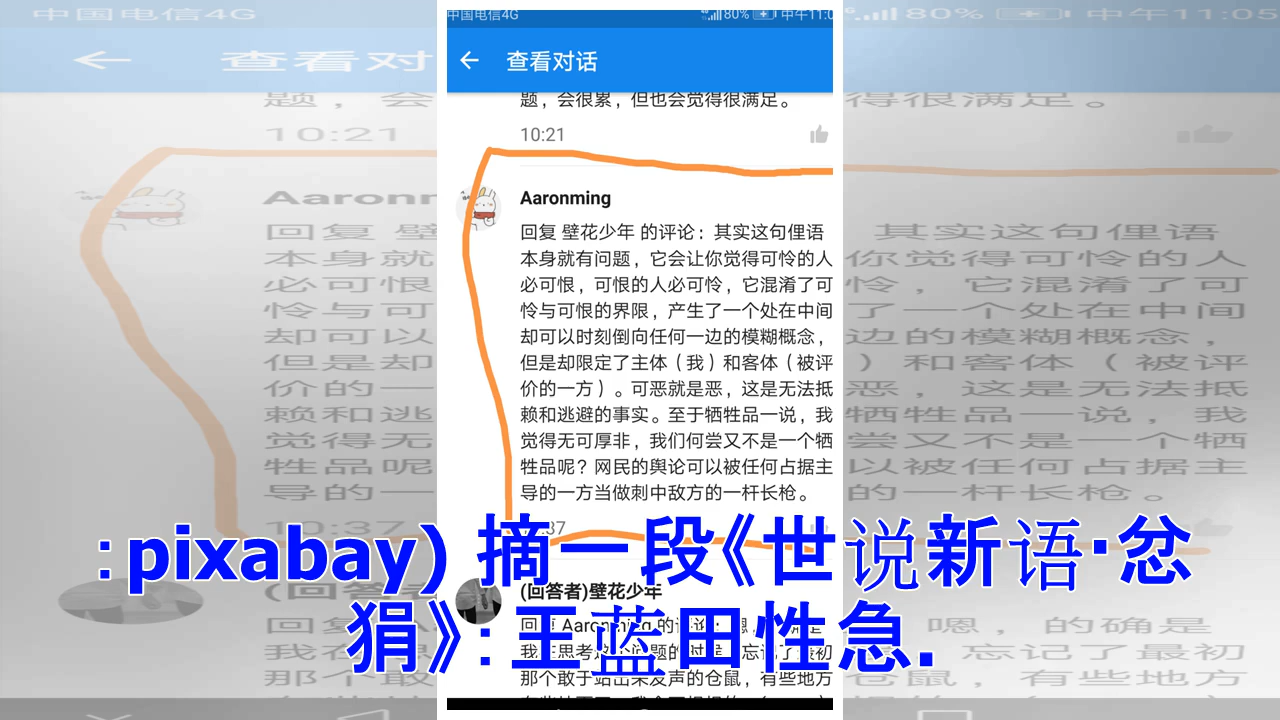 中国电信4G 80% 中午11:0
查看对话
题，会很累，但也会觉得很满足。
10:21
Aaronming
回复 壁花少年 的评论：其实这句俚语
本身就有问题，它会让你觉得可怜的人
必可恨，可恨的人必可怜，它混淆了可
怜与可恨的界限，产生了一个处在中间
却可以时刻倒向任何一边的模糊概念，
但是却限定了主体（我）和客体（被评
价的一方）。可恶就是恶，这是无法抵
赖和逃避的事实。至于牺牲品一说，我
觉得无可厚非，我们何尝又不是一个牺
牲品呢？网民的舆论可以被任何占据主
导的一方当做刺中敌方的一杆长枪。
:pixabay) 摘一段《世说新语·忿
狷》: 王蓝田性急.
(回答者)壁花少年
回复 Aaronming 的评论：嗯，的确是
那个敢于站出来发声的仓鼠，有些地方